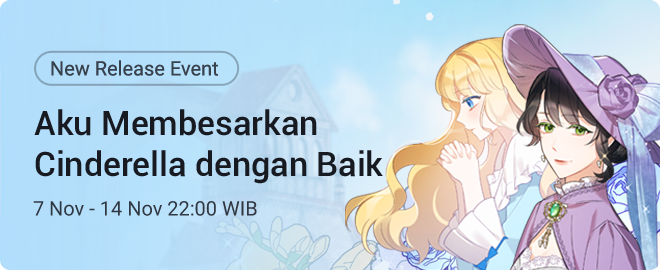 New Release Event
Aku Membesarkan
Cinderella dengan Baik
7 Nov - 14 Nov 22:00 WIB